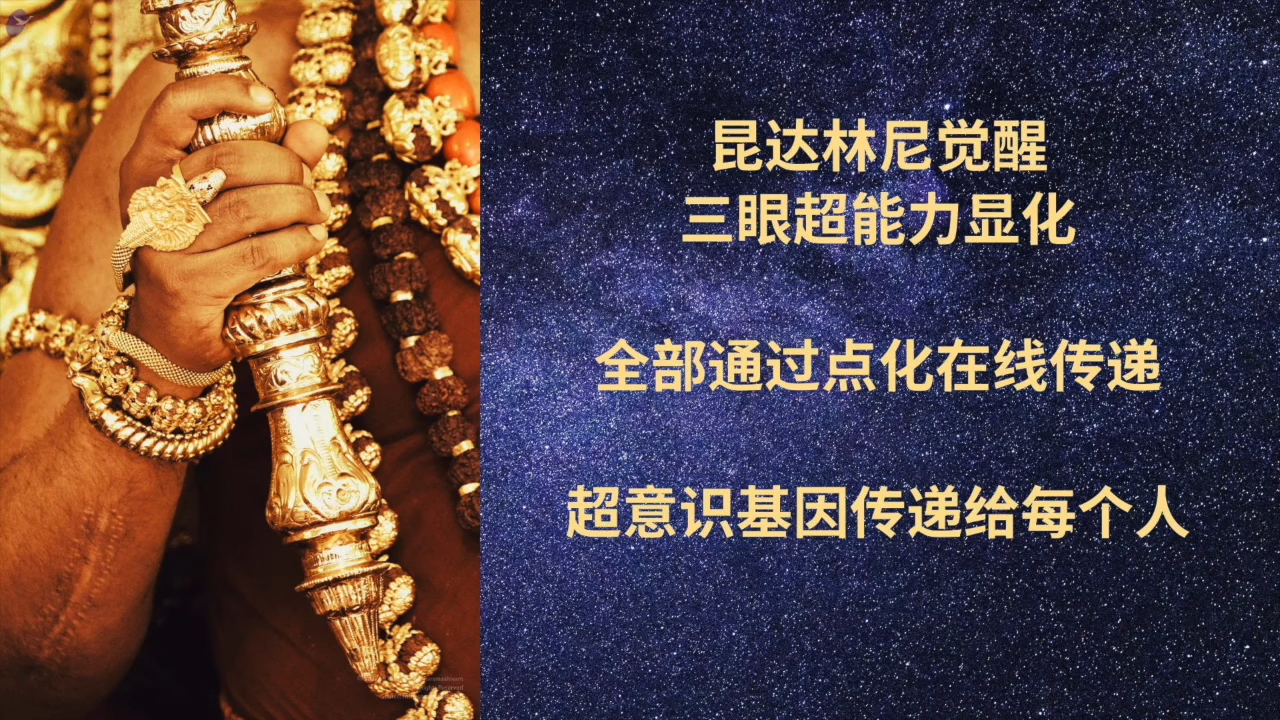 昆达林尼觉醒
三眼超能力显化
全部通过点化在线传递
超意识基因传递给每个人